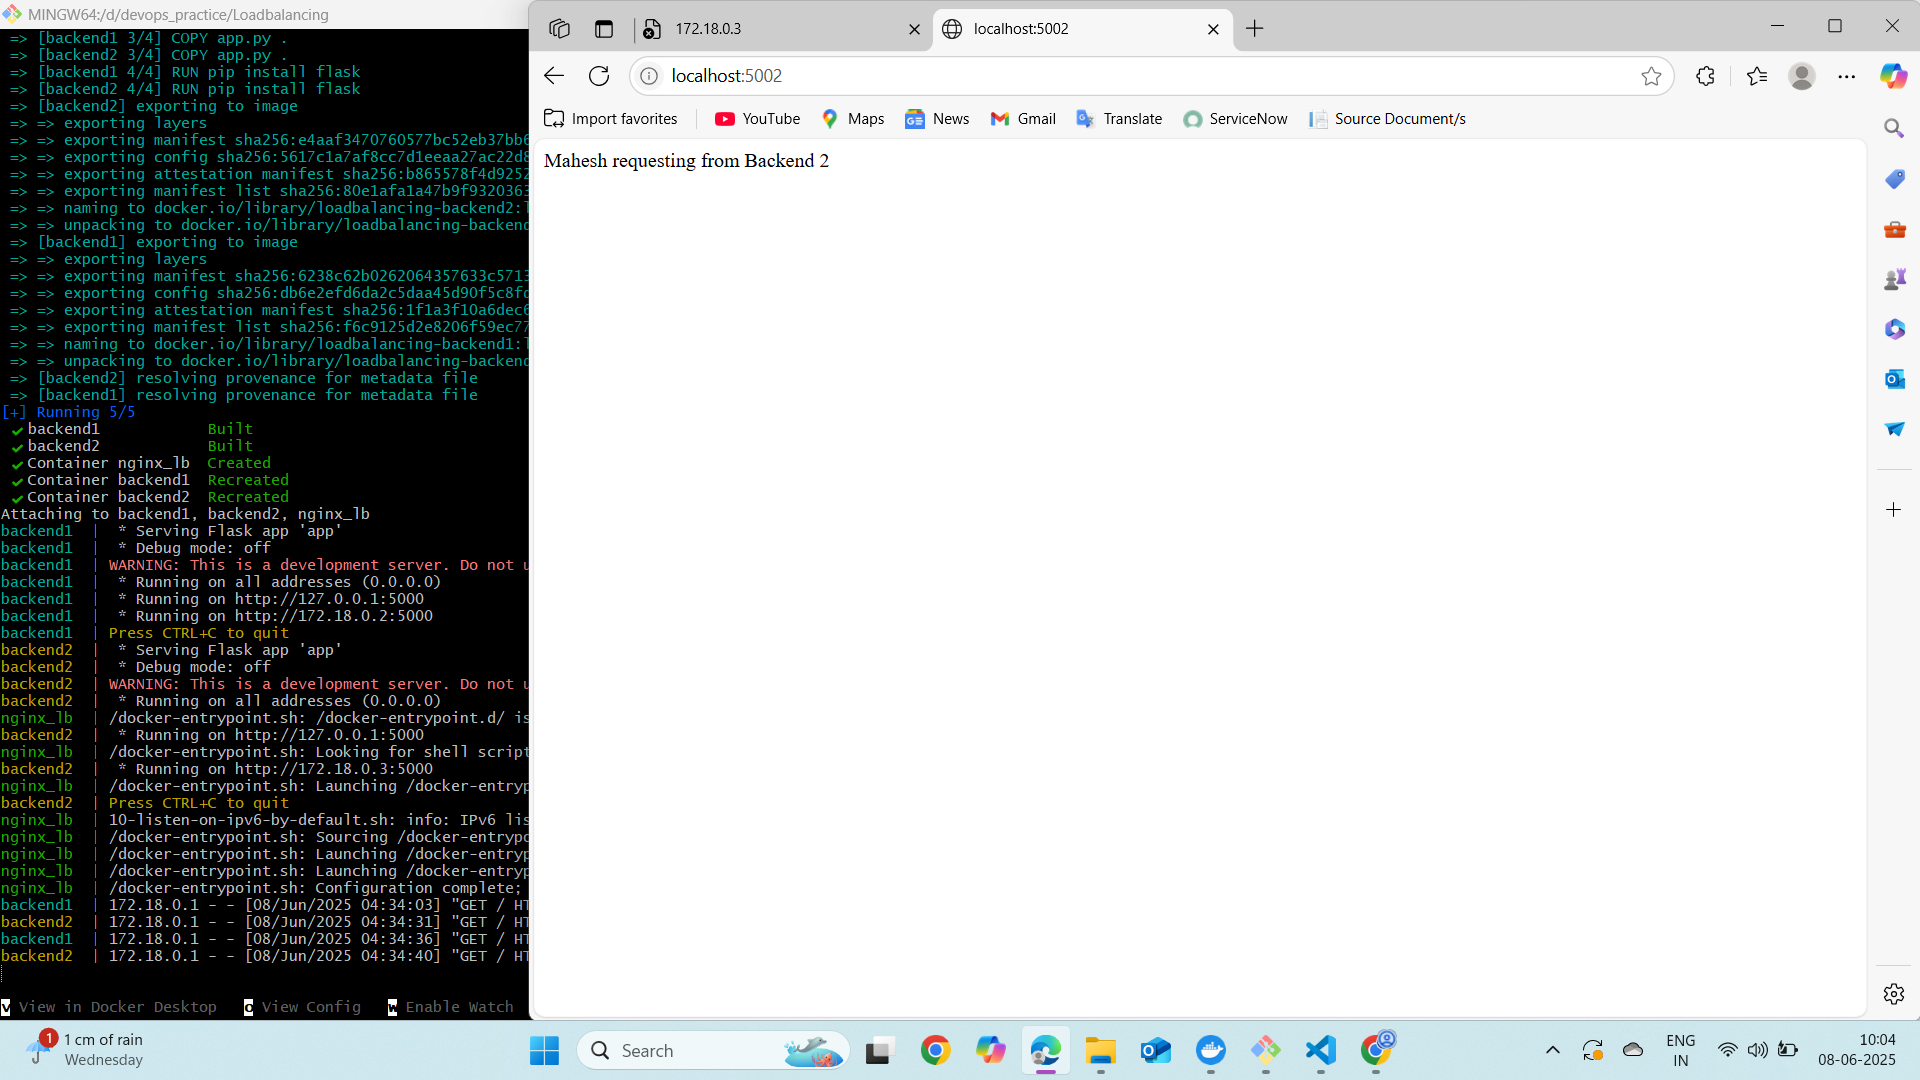 MINGW64:/d/devops_practice/Loadbalancing
=> [backend1 3/4] COPY app.py .
=> [backend2 3/4] COPY app.py .
=> [backend1 4/4] RUN pip install flask
=> [backend2 4/4] RUN pip install flask
=> [backend2] exporting to image
=> => exporting layers
=> => exporting manifest sha256:e4aaf3470760577bc52eb37bb6
=> => exporting config sha256:5617c1a7af8cc7d1eeaa27ac22d8
=> => exporting attestation manifest sha256:b865578f4d9252
=> => exporting manifest list sha256:80e1afa1a47b9f9320363
=> => naming to docker.io/library/loadbalancing-backend2:l
=> => unpacking to docker.io/library/loadbalancing-backend
=> [backend1] exporting to image
=> => exporting layers
=> => exporting manifest sha256:6238c62b0262064357633c5713
=> => exporting config sha256:db6e2efd6da2c5daa45d90f5c8fc
=> => exporting attestation manifest sha256:1f1a3f10a6dec6
=> => exporting manifest list sha256:f6c9125d2e8206f59ec77
=> => naming to docker.io/library/loadbalancing-backend1:l
=> => unpacking to docker.io/library/loadbalancing-backend
=> [backend2] resolving provenance for metadata file
=> [backend1] resolving provenance for metadata file
[+] Running 5/5
✔ backend1 Built
✔ backend2 Built
✔ Container nginx_lb Created
✔ Container backend1 Recreated
✔ Container backend2 Recreated
Attaching to backend1, backend2, nginx_lb
backend1 | * Serving Flask app 'app'
backend1 | * Debug mode: off
backend1 | WARNING: This is a development server. Do not u
backend1 | * Running on all addresses (0.0.0.0)
backend1 | * Running on http://127.0.0.1:5000
backend1 | * Running on http://172.18.0.2:5000
backend1 | Press CTRL+C to quit
backend2 | * Serving Flask app 'app'
backend2 | * Debug mode: off
backend2 | WARNING: This is a development server. Do not u
backend2 | * Running on all addresses (0.0.0.0)
nginx_lb | /docker-entrypoint.sh: /docker-entrypoint.d/ is
backend2 | * Running on http://127.0.0.1:5000
nginx_lb | /docker-entrypoint.sh: Looking for shell script
backend2 | * Running on http://172.18.0.3:5000
nginx_lb | /docker-entrypoint.sh: Launching /docker-entryp
backend2 | Press CTRL+C to quit
nginx_lb | 10-listen-on-ipv6-by-default.sh: info: IPv6 lis
nginx_lb | /docker-entrypoint.sh: Sourcing /docker-entrypo
nginx_lb | /docker-entrypoint.sh: Launching /docker-entryp
nginx_lb | /docker-entrypoint.sh: Launching /docker-entryp
nginx_lb | /docker-entrypoint.sh: Configuration complete;
backend1 | 172.18.0.1 - - [08/Jun/2025 04:34:03] "GET / HT
backend2 | 172.18.0.1 - - [08/Jun/2025 04:34:31] "GET / HT
backend1 | 172.18.0.1 - - [08/Jun/2025 04:34:36] "GET / HT
backend2 | 172.18.0.1 - - [08/Jun/2025 04:34:40] "GET / HT
v View in Docker Desktop o View Config w Enable Watch
172.18.0.3
localhost:5002
localhost:5002
Import favorites YouTube Maps News Gmail Translate ServiceNow Source Document/s
Mahesh requesting from Backend 2
1
1 cm of rain
Wednesday
Search
ENG
IN
10:04
08-06-2025